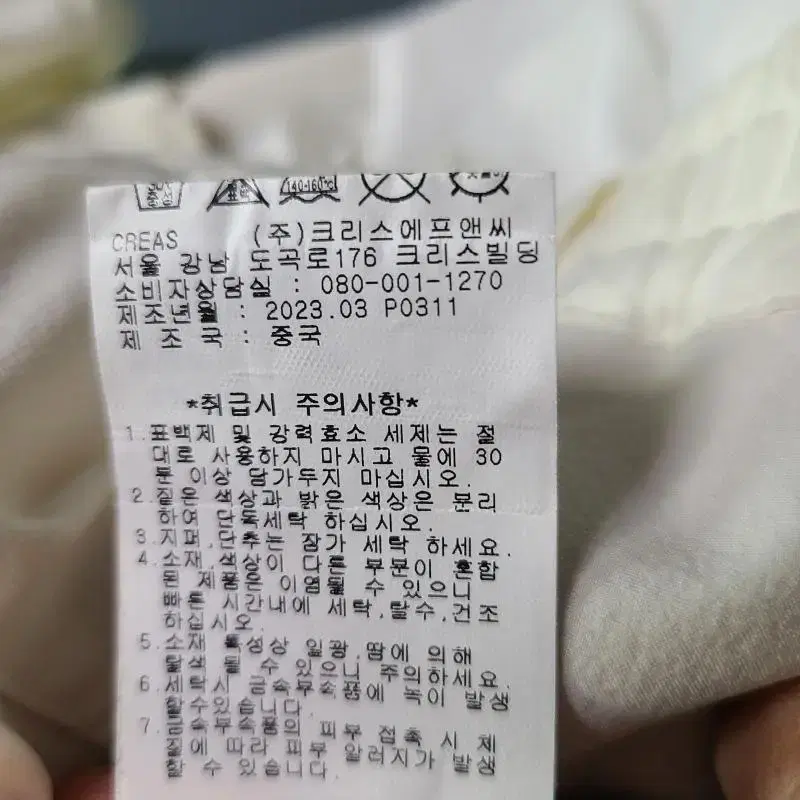 중성
표백
140-160℃
CREAS (주)크리스에프앤씨
서울 강남 도곡로176 크리스빌딩
소비자상담실 : 080-001-1270
제조년월 : 2023.03 P0311
제 조 국 : 중국
*취급시 주의사항*
1.표백제 및 강력효소 세제는 절
대로 사용하지 마시고 물에 30
분 이상 담가두지 마십시오.
2.짙은 색상과 밝은 색상은 분리
하여 단독세탁 하십시오.
3.지퍼,단추는 잠가 세탁 하세요.
4.소재,색상이 다른 부분이 혼합
된 제품은 이염될 수 있으니
빠른 시간내에 세탁,탈수,건조
하십시오.
5.소재 특성상 일광,땀에 의해
탈색 될 수 있으니 주의하세요.
6.세탁시 금속부속품에 녹이 발생
할수있습니다.
7.금속부속품의 피부 접촉 시 체
질에 따라 피부 알러지가 발생
할 수 있습니다.